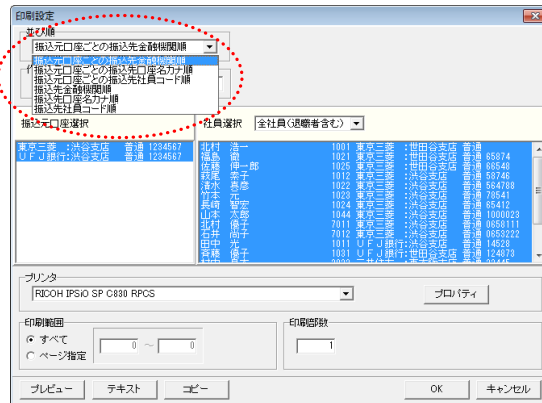 印刷設定
並び順
振込元口座ごとの振込先金融機関順
振込元口座ごとの振込先金融機関順
振込元口座ごとの振込先口座名カナ順
振込元口座ごとの振込先社員コード順
振込先金融機関順
振込先口座名カナ順
振込先社員コード順
振込元口座選択
社員選択 全社員(退職者含む)
東京三菱 :渋谷支店 普通 1234567
UFJ銀行:渋谷支店 普通 1234567
北村 浩一 1001 東京三菱 :世田谷支店 普通
福島 徹 1021 東京三菱 :世田谷支店 普通 65874
佐藤 伸一郎 1025 東京三菱 :世田谷支店 普通 66548
萩尾 幸子 1012 東京三菱 :渋谷支店 普通 58746
清水 喜彦 1022 東京三菱 :渋谷支店 普通 564788
竹本 元 1023 東京三菱 :渋谷支店 普通 78541
長崎 智宏 1024 東京三菱 :渋谷支店 普通 65412
山本 太郎 1044 東京三菱 :渋谷支店 普通 1000023
北村 優子 7011 東京三菱 :渋谷支店 普通 0658111
石井 尚子 7012 東京三菱 :渋谷支店 普通 0653222
田中 光 1011 UFJ銀行:渋谷支店 普通 14528
斉藤 優子 1031 UFJ銀行:世田谷支店 普通 124873
プリンタ
RICOH IPSiO SP C830 RPCS
プロパティ
印刷範囲
すべて
ページ指定
0 ～ 0
印刷部数
1
プレビュー テキスト コピー OK キャンセル